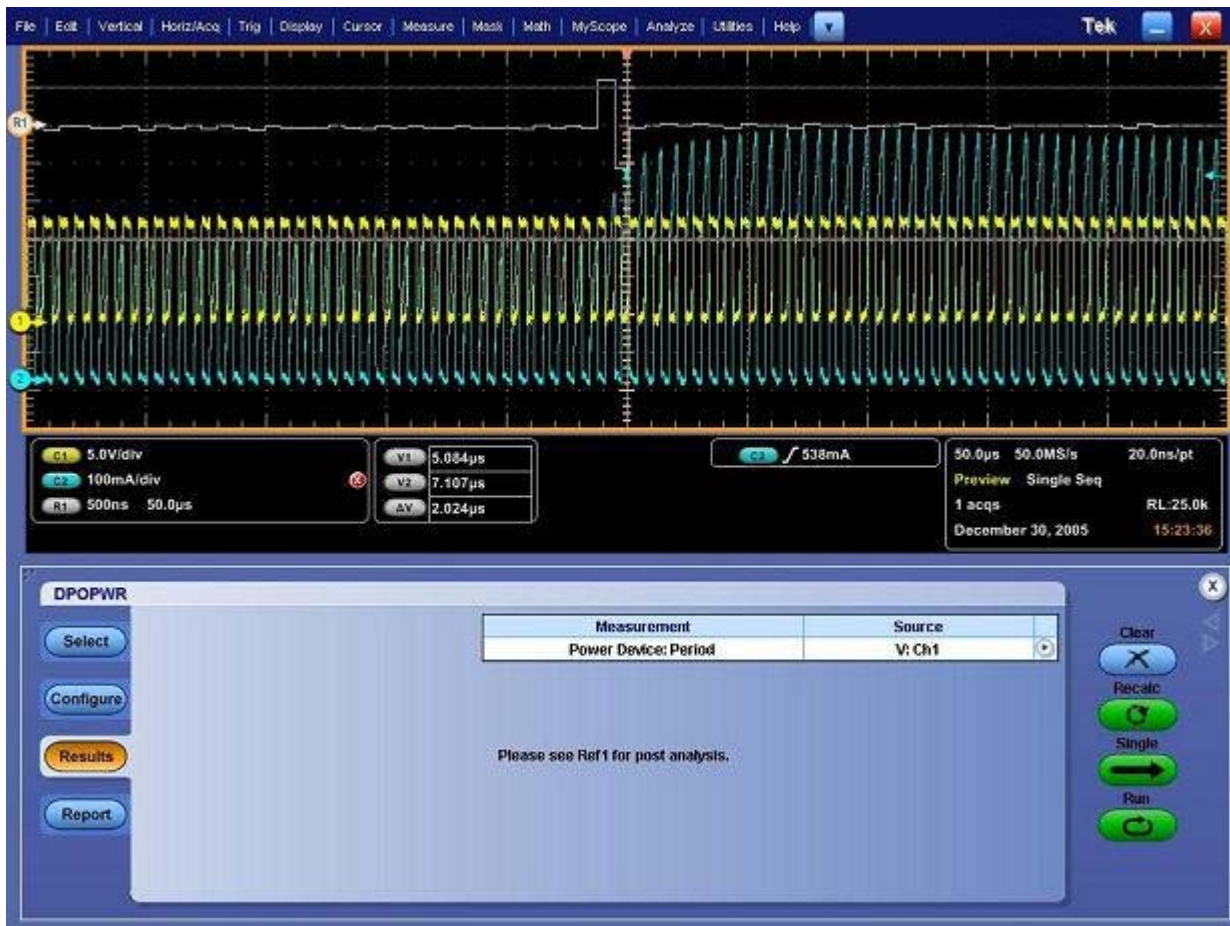 File | Edit | Vertical | Horiz/Acq | Trig | Display | Cursor | Measure | Mask | Math | MyScope | Analyze | Utilities | Help
Tek
X
R1
1
2
C1 5.0V/div
C2 100mA/div
R1 500ns 50.0µs
V1 5.084µs
V2 7.107µs
ΔV 2.024µs
C2 538mA
50.0µs 50.0MS/s 20.0ns/pt
Preview Single Seq
1 acqs RL:25.0k
December 30, 2005 15:23:36
DPOPWR
X
Select
Configure
Results
Report
Measurement Source
Power Device: Period V: Ch1
Please see Ref1 for post analysis.
Clear
Recalc
Single
Run